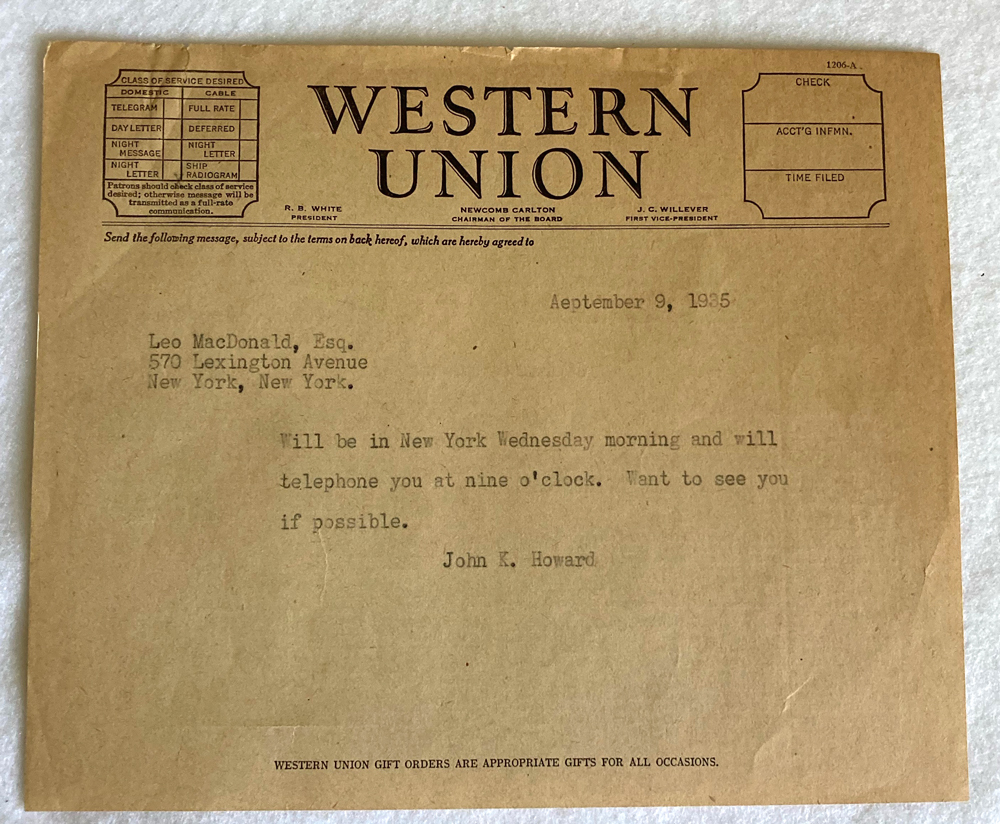 1206-A
CLASS OF SERVICE DESIRED
DOMESTIC CABLE
TELEGRAM FULL RATE
DAY LETTER DEFERRED
NIGHT MESSAGE NIGHT LETTER
NIGHT LETTER SHIP RADIOGRAM
Patrons should check class of service
desired; otherwise message will be
transmitted as a full-rate
communication.
WESTERN
UNION
R. B. WHITE
PRESIDENT
NEWCOMB CARLTON
CHAIRMAN OF THE BOARD
J. C. WILLEVER
FIRST VICE-PRESIDENT
CHECK
ACCT'G INFMN.
TIME FILED
Send the following message, subject to the terms on back hereof, which are hereby agreed to
Aeptember 9, 1935
Leo MacDonald, Esq.
570 Lexington Avenue
New York, New York.
Will be in New York Wednesday morning and will
telephone you at nine o'clock. Want to see you
if possible.
John K. Howard
WESTERN UNION GIFT ORDERS ARE APPROPRIATE GIFTS FOR ALL OCCASIONS.